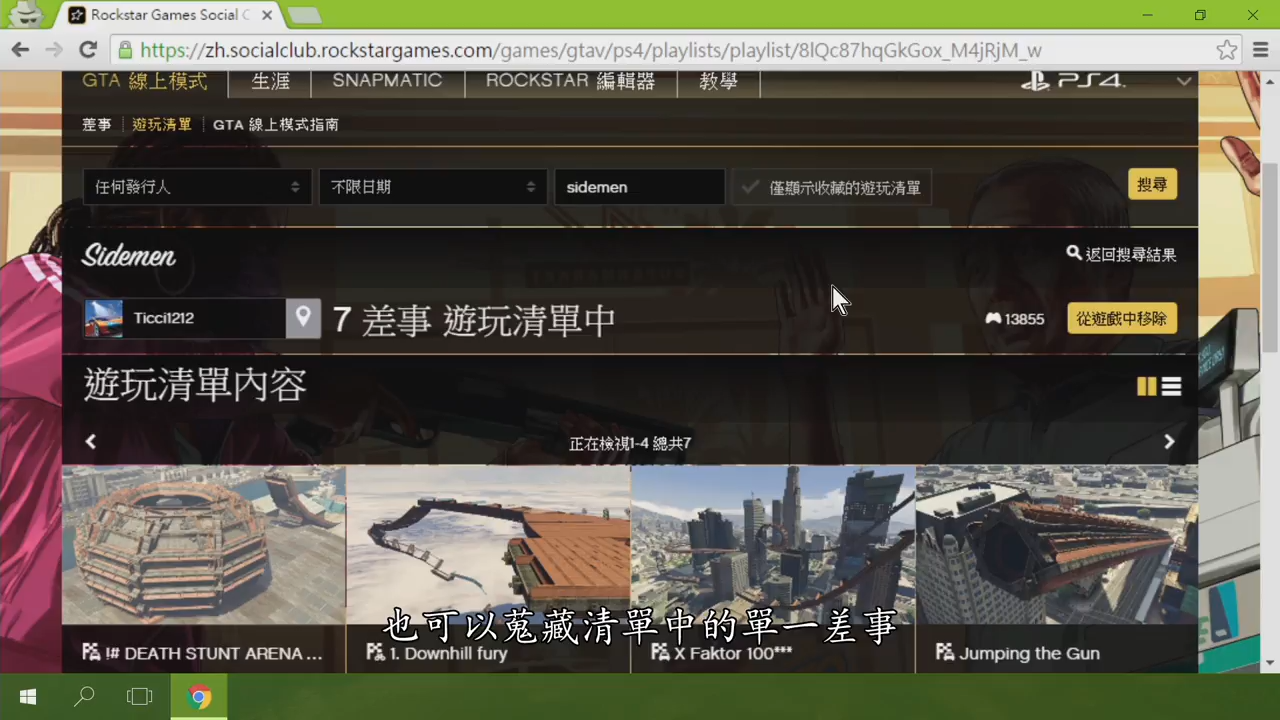 Rockstar Games Social C
https://zh.socialclub.rockstargames.com/games/gtav/ps4/playlists/playlist/8lQc87hqGkGox_M4jRjM_w
GTA 線上模式 生涯 SNAPMATIC ROCKSTAR 編輯器 教學 PS4
差事 遊玩清單 GTA 線上模式指南
任何發行人 不限日期 sidemen 僅顯示收藏的遊玩清單 搜尋
Sidemen 返回搜尋結果
Ticci1212 7 差事 遊玩清單中 13855 從遊戲中移除
遊玩清單內容
正在檢視1-4 總共7
也可以蒐藏清單中的單一差事
!# DEATH STUNT ARENA ... 1. Downhill fury X Faktor 100*** Jumping the Gun